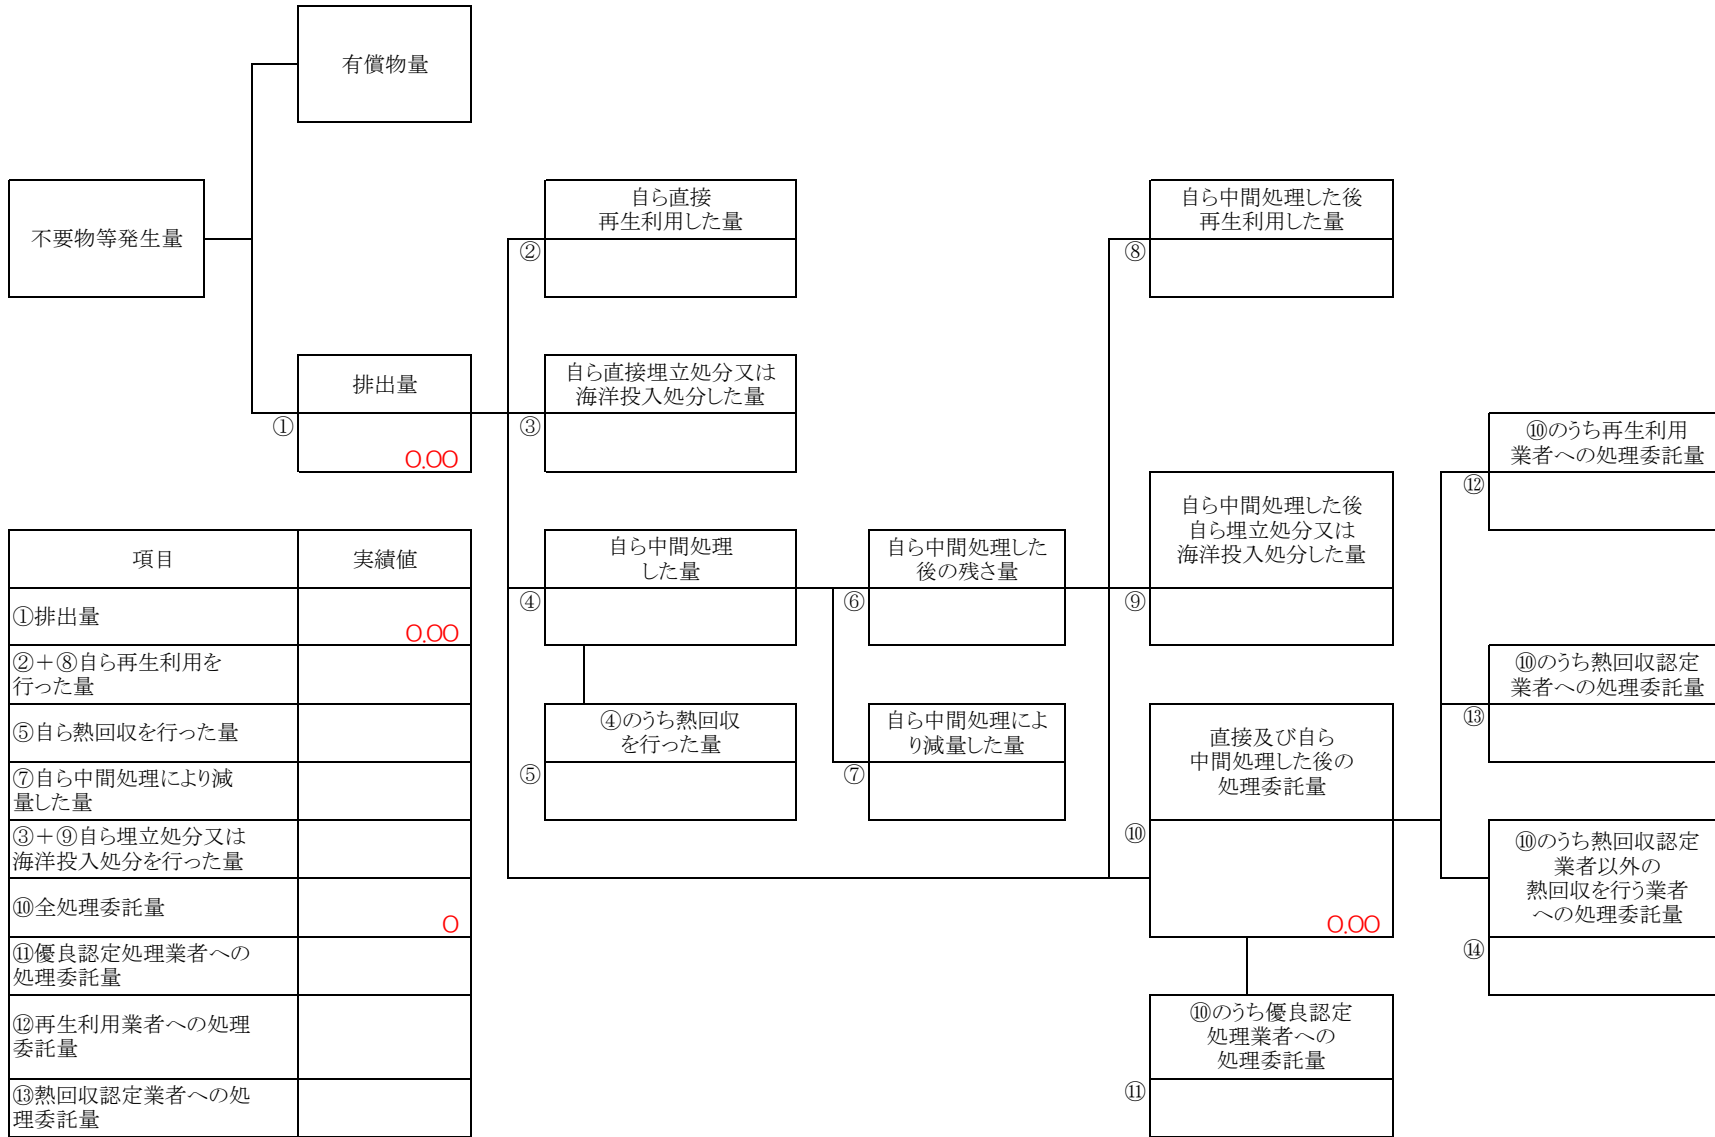 有償物量
不要物等発生量
自ら直接
再生利用した量
②
自ら中間処理した後
再生利用した量
⑧
排出量
①
0.00
自ら直接埋立処分又は
海洋投入処分した量
③
⑩のうち再生利用
業者への処理委託量
⑫
自ら中間処理
した量
④
自ら中間処理した
後の残さ量
⑥
自ら中間処理した後
自ら埋立処分又は
海洋投入処分した量
⑨
④のうち熱回収
を行った量
⑤
自ら中間処理によ
り減量した量
⑦
直接及び自ら
中間処理した後の
処理委託量
⑩
0.00
⑩のうち熱回収認定
業者への処理委託量
⑬
⑩のうち熱回収認定
業者以外の
熱回収を行う業者
への処理委託量
⑭
⑩のうち優良認定
処理業者への
処理委託量
⑪
項目
実績値
①排出量
0.00
②＋⑧自ら再生利用を
行った量
⑤自ら熱回収を行った量
⑦自ら中間処理により減
量した量
③＋⑨自ら埋立処分又は
海洋投入処分を行った量
⑩全処理委託量
0
⑪優良認定処理業者への
処理委託量
⑫再生利用業者への処理
委託量
⑬熱回収認定業者への処
理委託量